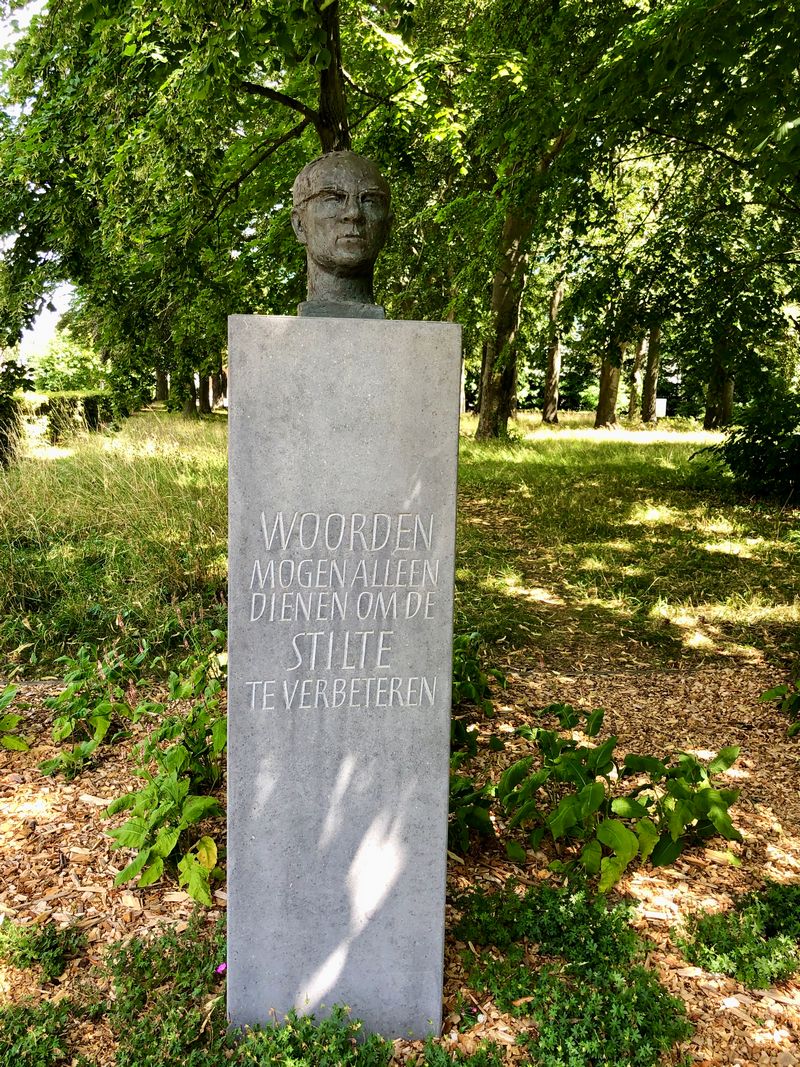 WOORDEN
MOGEN ALLEEN
DIENEN OM DE
STILTE
TE VERBETEREN